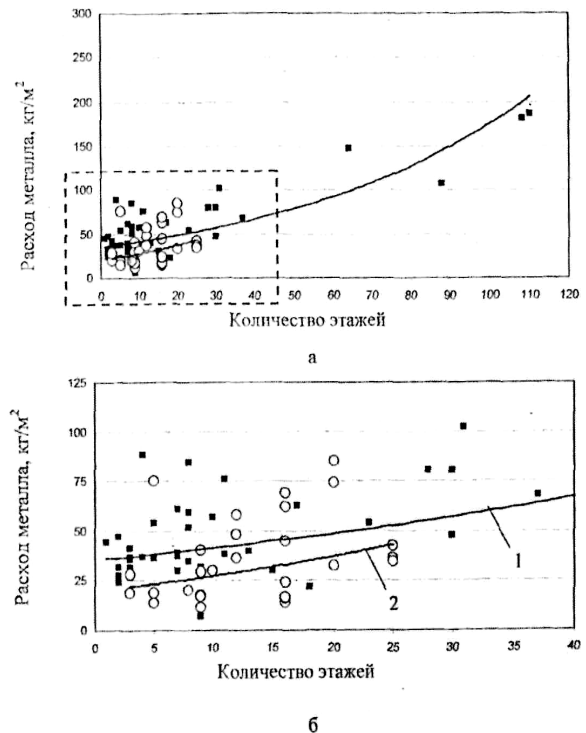 300
250
200
150
100
50
0
Расход металла, кг/м²
0 10 20 30 40 50 60 70 80 90 100 110 120
Количество этажей
а
125
100
75
50
25
0
Расход металла, кг/м²
1
2
0 5 10 15 20 25 30 35 40
Количество этажей
б